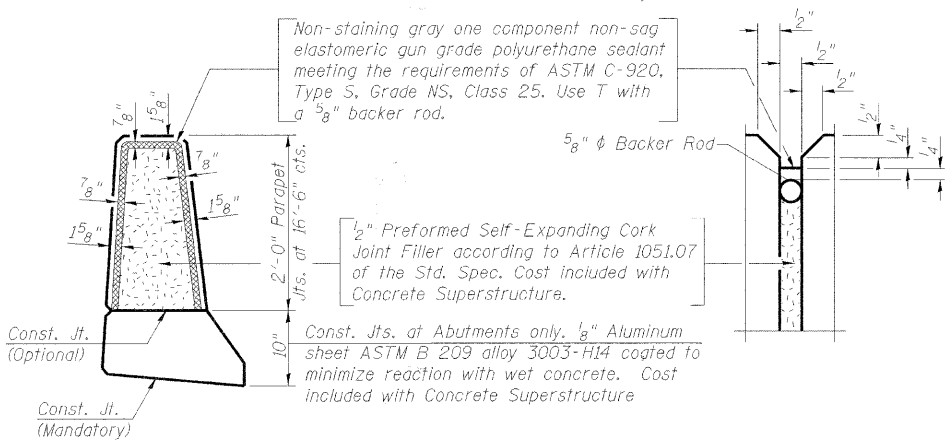 Non-staining gray one component non-sag
elastomeric gun grade polyurethane sealant
meeting the requirements of ASTM C-920,
Type S, Grade NS, Class 25. Use T with
a 5/8" backer rod.
1/2"
1/2"
1/2"
5/8" ϕ Backer Rod
1/2"
1/4"
1/4"
7/8"
1 5/8"
7/8"
7/8"
1 5/8"
1 5/8"
2'-0" Parapet
Jts. at 16'-6" cts.
1/2" Preformed Self-Expanding Cork
Joint Filler according to Article 1051.07
of the Std. Spec. Cost included with
Concrete Superstructure.
10"
Const. Jt.
(Optional)
Const. Jts. at Abutments only. 1/8" Aluminum
sheet ASTM B 209 alloy 3003-H14 coated to
minimize reaction with wet concrete. Cost
included with Concrete Superstructure
Const. Jt.
(Mandatory)